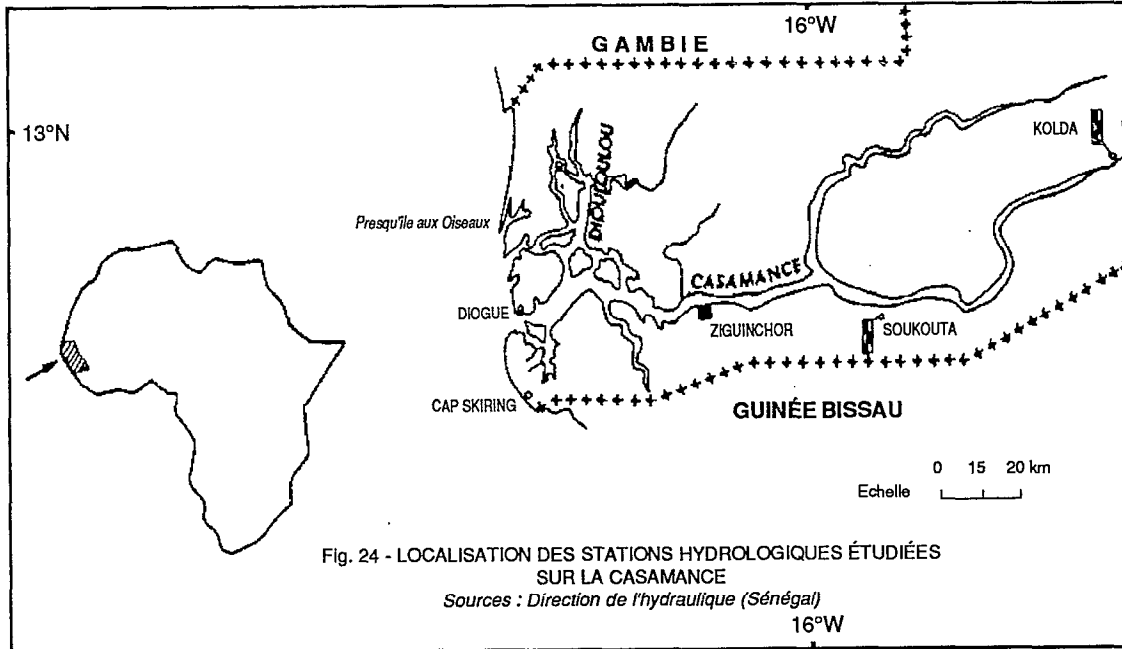 16°W
GAMBIE
13°N
KOLDA
DIOULOULOU
Presqu'île aux Oiseaux
CASAMANCE
DIOGUE
ZIGUINCHOR
SOUKOUTA
CAP SKIRING
GUINÉE BISSAU
0 15 20 km
Echelle
Fig. 24 - LOCALISATION DES STATIONS HYDROLOGIQUES ÉTUDIÉES
SUR LA CASAMANCE
Sources : Direction de l'hydraulique (Sénégal)
16°W